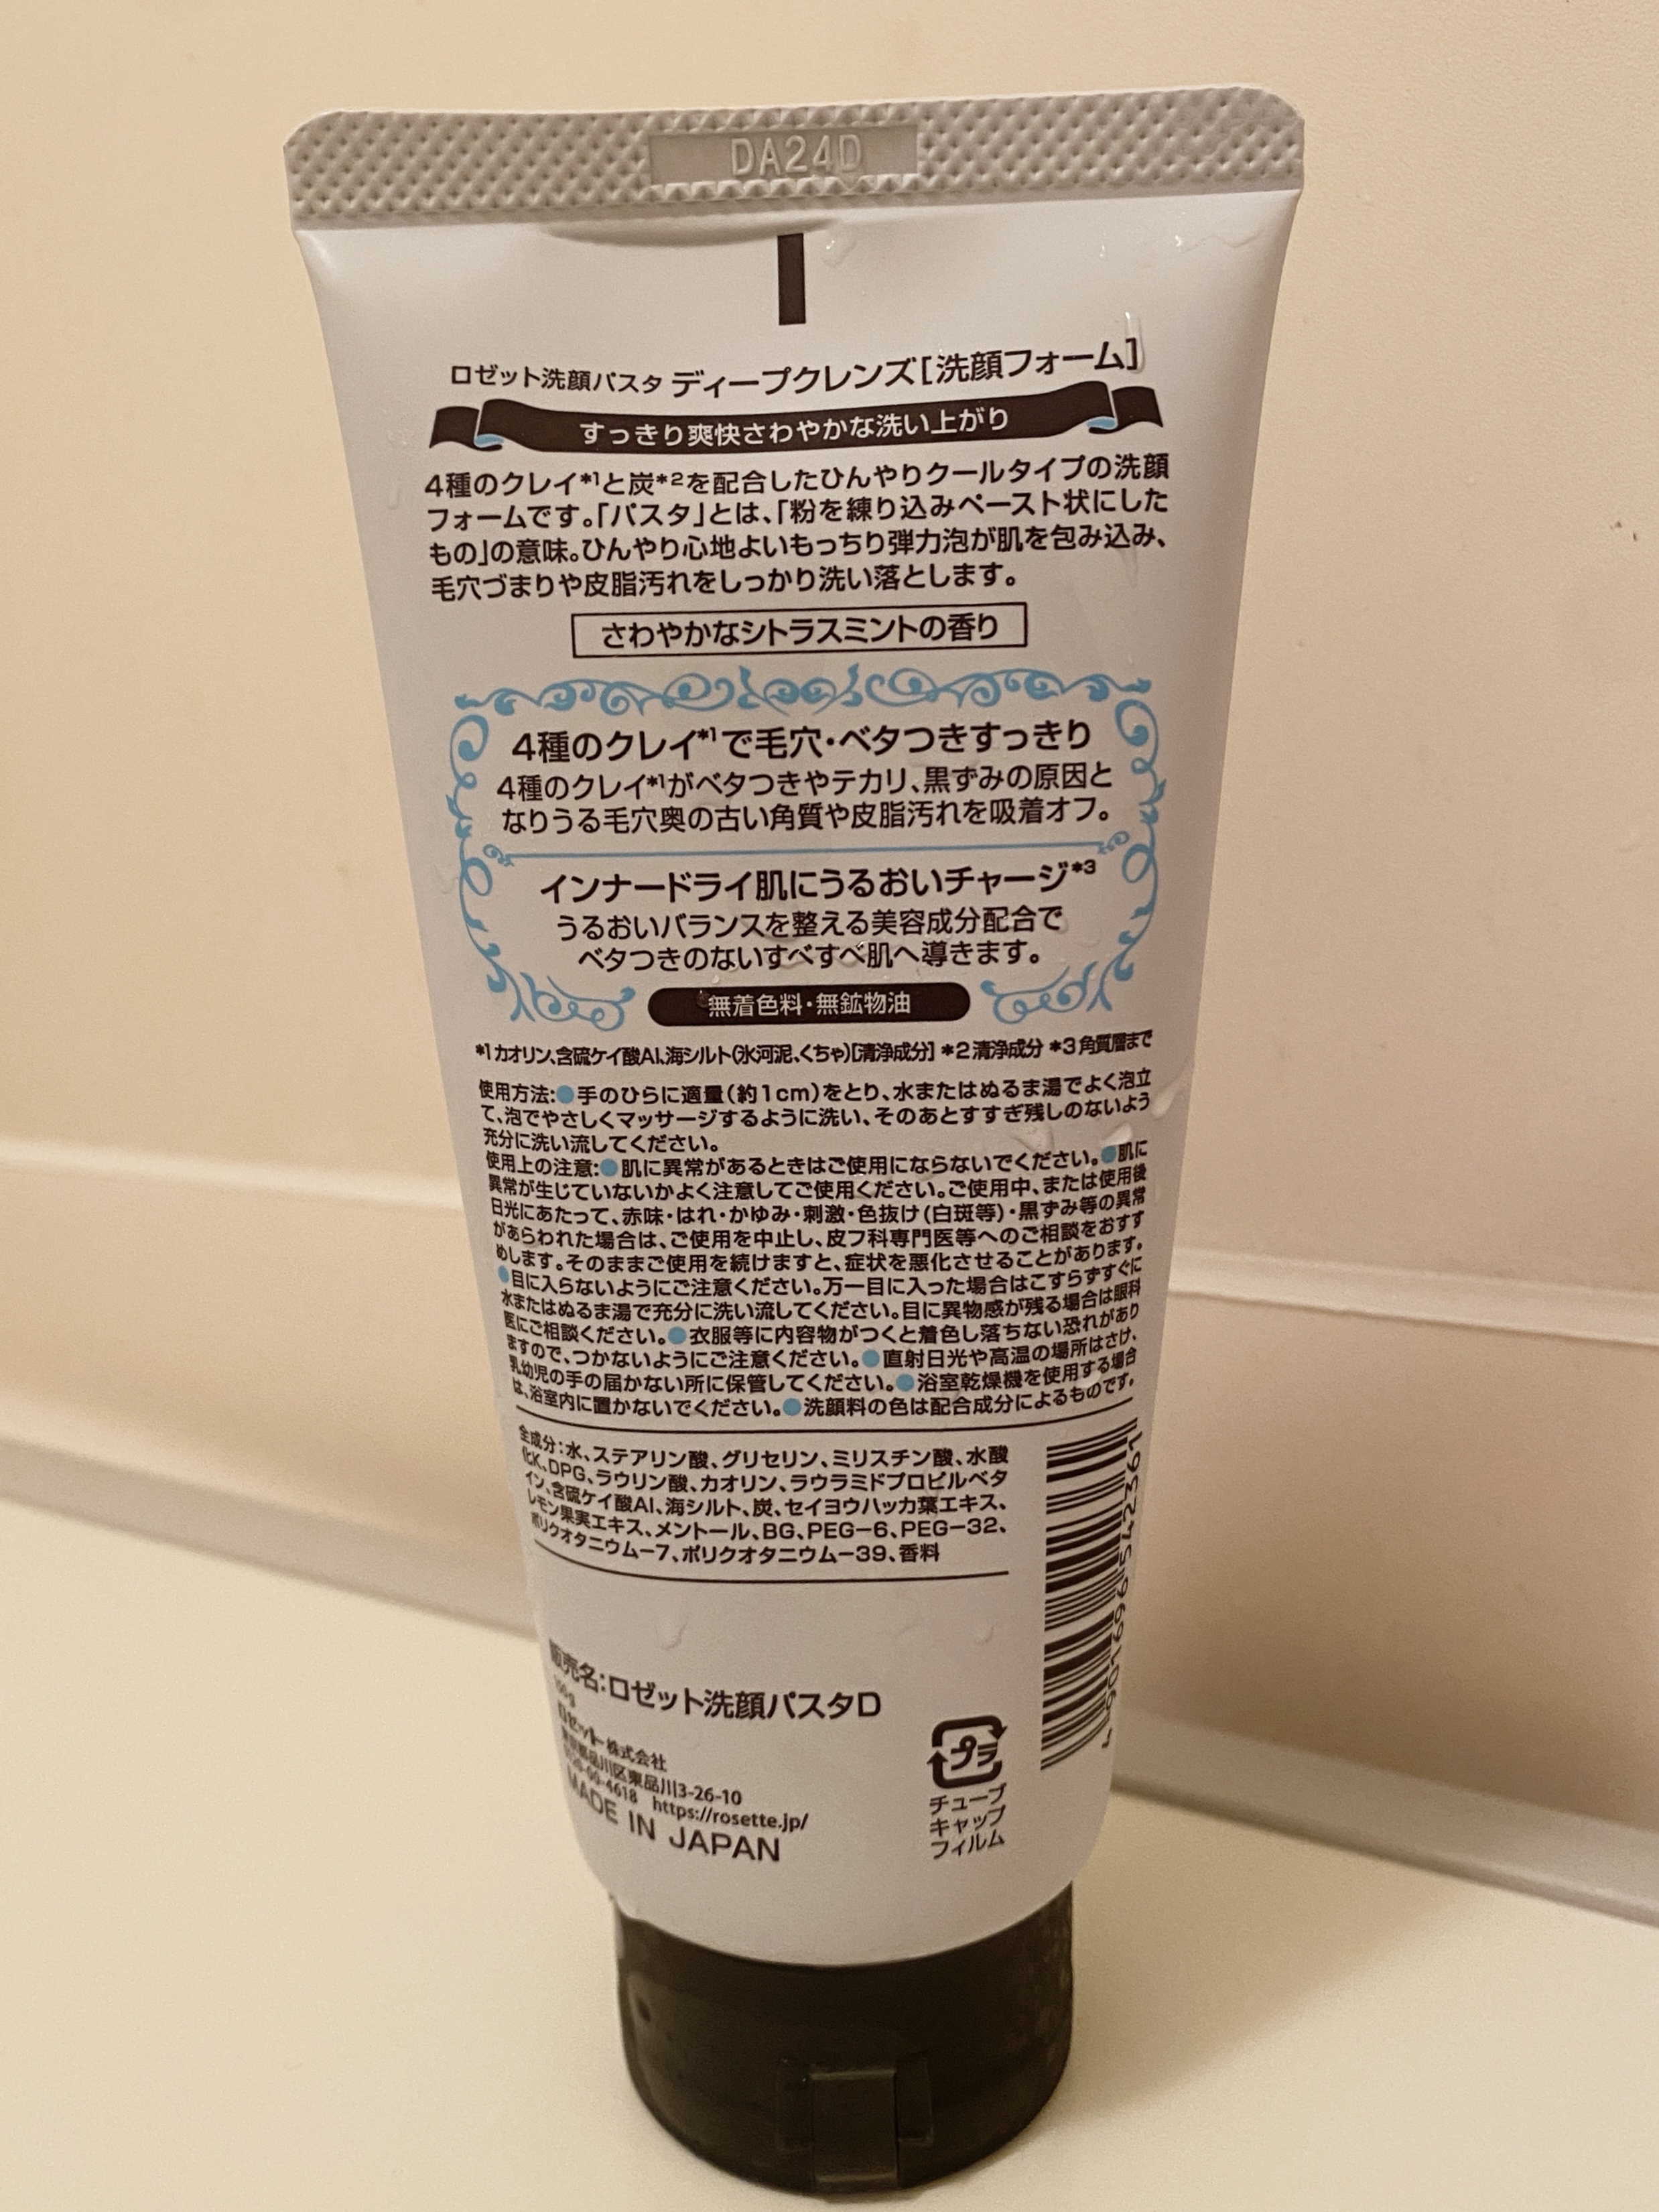 DA24D
ロゼット洗顔パスタ ディープクレンズ[洗顔フォーム]
すっきり爽快さわやかな洗い上がり
4種のクレイ*1と炭*2を配合したひんやりクールタイプの洗顔
フォームです。「パスタ」とは、「粉を練り込みペースト状にした
もの」の意味。ひんやり心地よいもっちり弾力泡が肌を包み込み、
毛穴づまりや皮脂汚れをしっかり洗い落とします。
さわやかなシトラスミントの香り
4種のクレイ*1で毛穴・ベタつきすっきり
4種のクレイ*1がベタつきやテカリ、黒ずみの原因と
なりうる毛穴奥の古い角質や皮脂汚れを吸着オフ。
インナードライ肌にうるおいチャージ*3
うるおいバランスを整える美容成分配合で
ベタつきのないすべすべ肌へ導きます。
無着色料・無鉱物油
*1 カオリン、含硫ケイ酸Al、海シルト(氷河泥、くちゃ)[清浄成分] *2 清浄成分 *3 角質層まで
使用方法:●手のひらに適量(約1cm)をとり、水またはぬるま湯でよく泡立
て、泡でやさしくマッサージするように洗い、そのあとすすぎ残しのないよう
充分に洗い流してください。
使用上の注意:●肌に異常があるときはご使用にならないでください。●肌に
異常が生じていないかよく注意してご使用ください。ご使用中、または使用後
日光にあたって、赤味・はれ・かゆみ・刺激・色抜け(白斑等)・黒ずみ等の異常
があらわれた場合は、ご使用を中止し、皮フ科専門医等へのご相談をおすす
めします。そのままご使用を続けますと、症状を悪化させることがあります。
●目に入らないようにご注意ください。万一目に入った場合はこすらずすぐに
水またはぬるま湯で充分に洗い流してください。目に異物感が残る場合は眼科
医にご相談ください。●衣服等に内容物がつくと着色し落ちない恐れがあり
ますので、つかないようにご注意ください。●直射日光や高温の場所はさけ、
乳幼児の手の届かない所に保管してください。●浴室乾燥機を使用する場合
は、浴室内に置かないでください。●洗顔料の色は配合成分によるものです。
全成分:水、ステアリン酸、グリセリン、ミリスチン酸、水酸
化K、DPG、ラウリン酸、カオリン、ラウラミドプロピルベタ
イン、含硫ケイ酸Al、海シルト、炭、セイヨウハッカ葉エキス、
レモン果実エキス、メントール、BG、PEG-6、PEG-32、
ポリクオタニウム-7、ポリクオタニウム-39、香料
4901696542361
販売名:ロゼット洗顔パスタD
ロゼット株式会社
東京都品川区東品川3-26-10
https://rosette.jp/
MADE IN JAPAN
プラ
チューブ
キャップ
フィルム